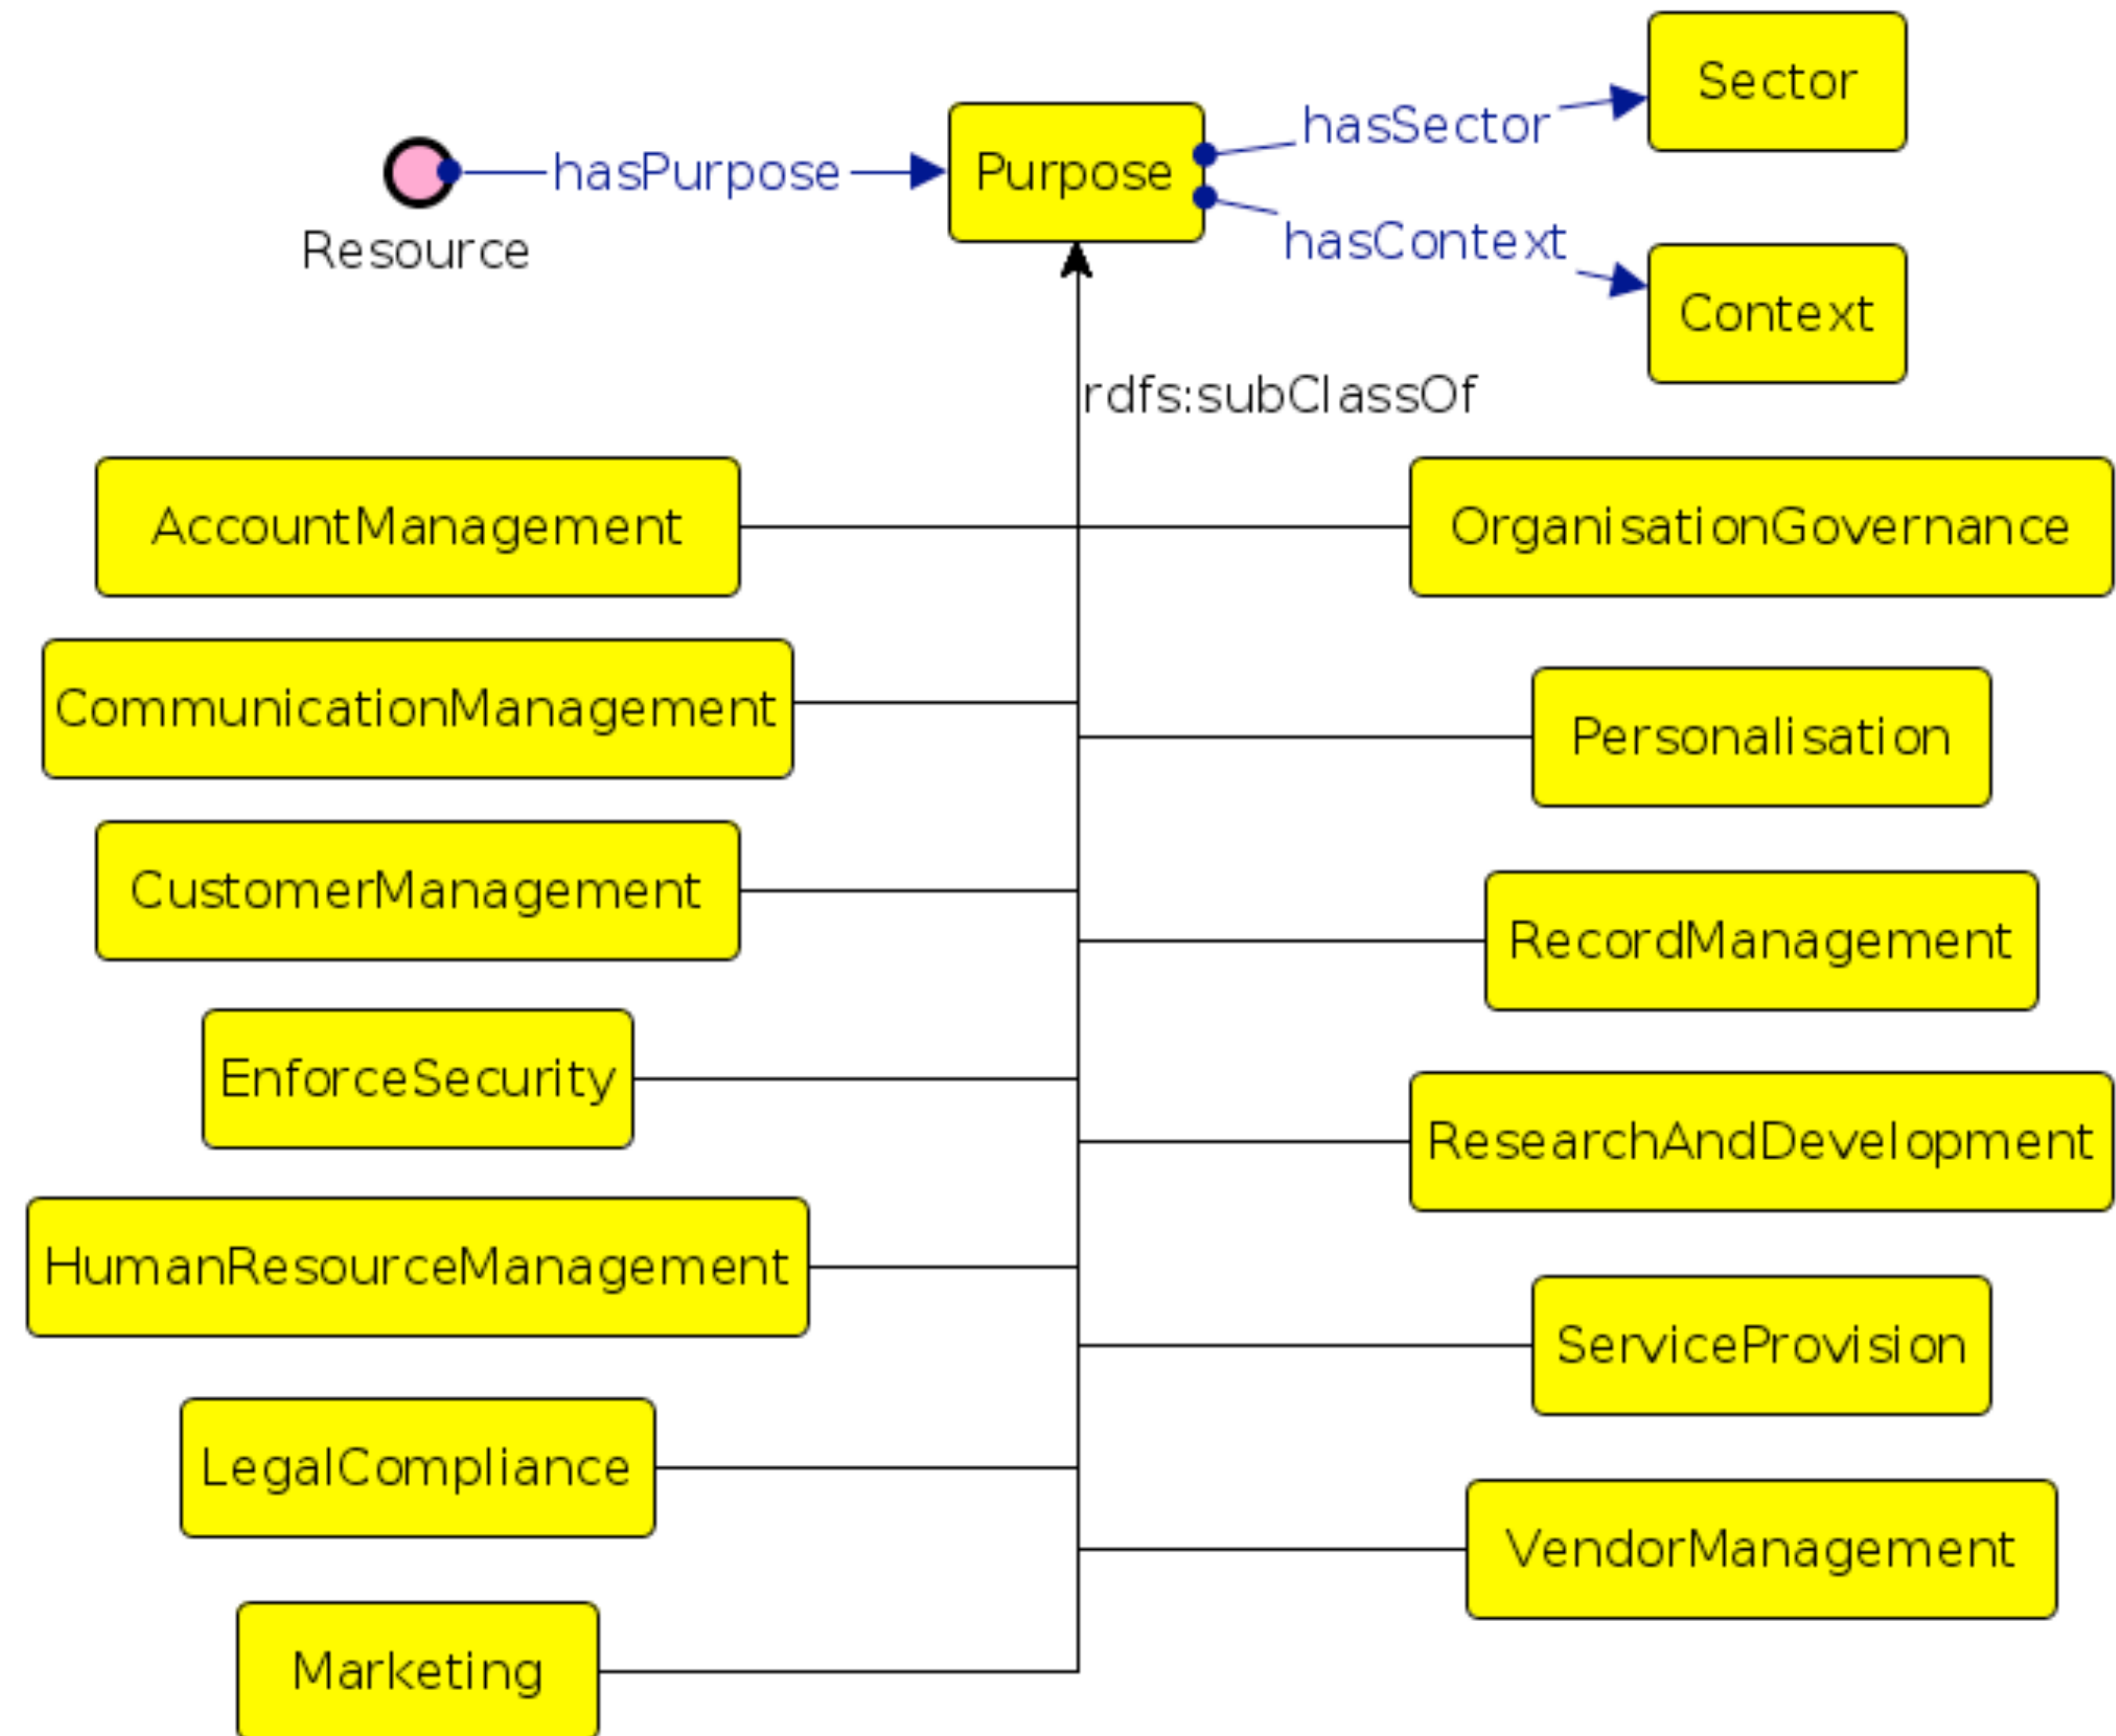 Sector
hasSector
hasPurpose
Purpose
Resource
hasContext
Context
rdfs:subClassOf
AccountManagement
OrganisationGovernance
CommunicationManagement
Personalisation
CustomerManagement
RecordManagement
EnforceSecurity
ResearchAndDevelopment
HumanResourceManagement
ServiceProvision
LegalCompliance
VendorManagement
Marketing